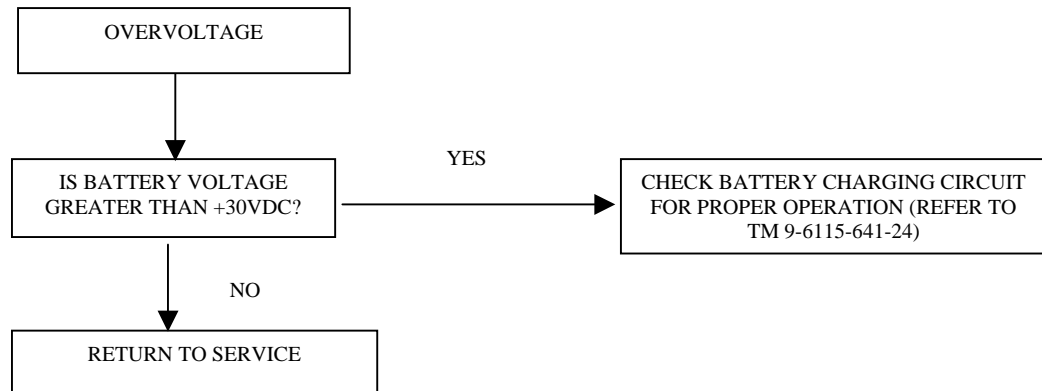 OVERVOLTAGE
YES
IS BATTERY VOLTAGE
GREATER THAN +30VDC?
CHECK BATTERY CHARGING CIRCUIT
FOR PROPER OPERATION (REFER TO
TM 9-6115-641-24)
NO
RETURN TO SERVICE